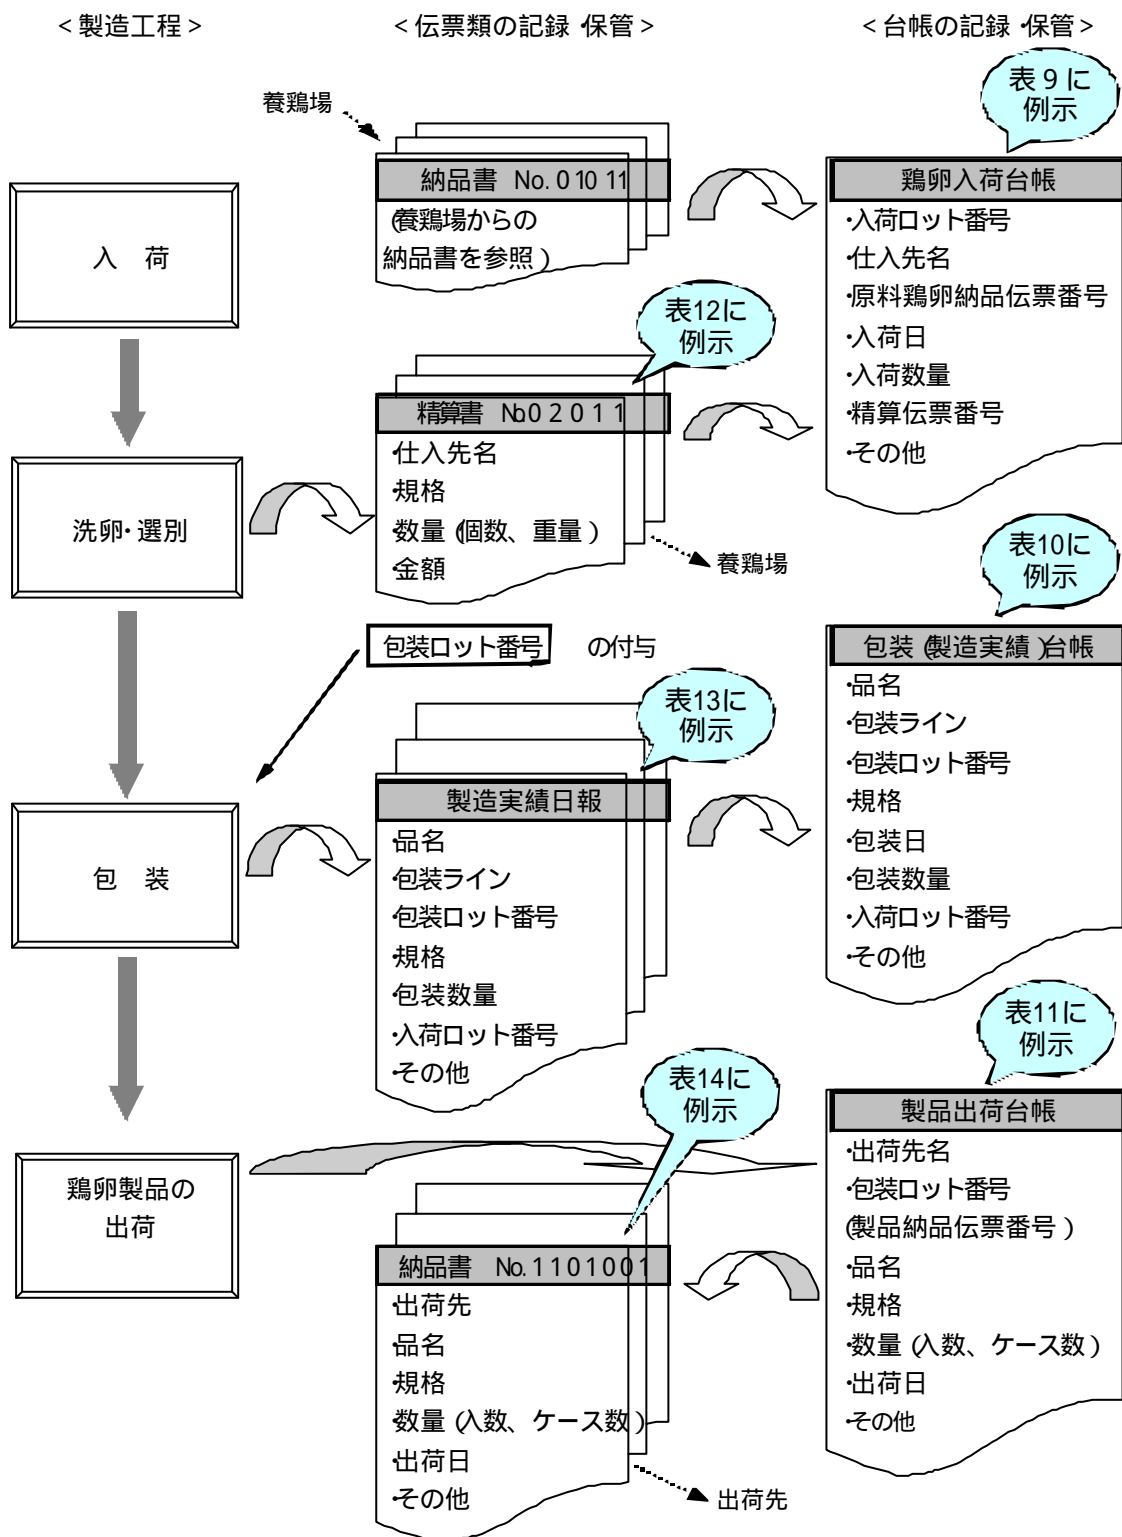 ＜製造工程＞
＜伝票類の記録・保管＞
＜台帳の記録・保管＞
表９に
例示
養鶏場
納品書 No.01011
（養鶏場からの
納品書を参照）
鶏卵入荷台帳
・入荷ロット番号
・仕入先名
・原料鶏卵納品伝票番号
・入荷日
・入荷数量
・精算伝票番号
・その他
入　荷
表12に
例示
精算書 No02011
・仕入先名
・規格
・数量（個数、重量）
・金額
養鶏場
洗卵・選別
表10に
例示
包装ロット番号 の付与
包装（製造実績）台帳
・品名
・包装ライン
・包装ロット番号
・規格
・包装日
・包装数量
・入荷ロット番号
・その他
表13に
例示
製造実績日報
・品名
・包装ライン
・包装ロット番号
・規格
・包装数量
・入荷ロット番号
・その他
包　装
表11に
例示
表14に
例示
製品出荷台帳
・出荷先名
・包装ロット番号
（製品納品伝票番号）
・品名
・規格
・数量（入数、ケース数）
・出荷日
・その他
鶏卵製品の
出荷
納品書 No.1101001
・出荷先
・品名
・規格
・数量（入数、ケース数）
・出荷日
・その他
出荷先